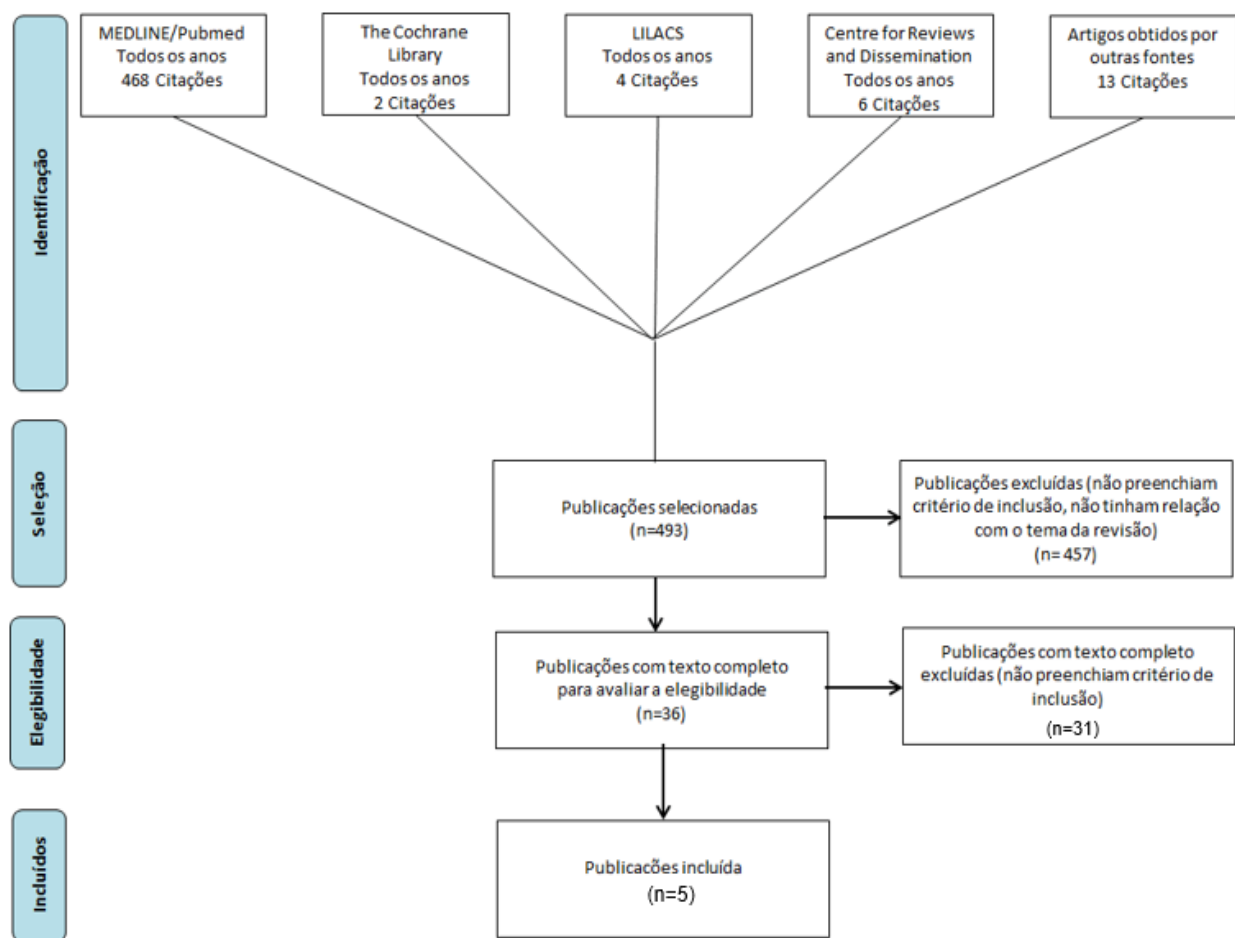 MEDLINE/Pubmed
Todos os anos
468 Citações
The Cochrane
Library
Todos os anos
2 Citações
LILACS
Todos os anos
4 Citações
Centre for Reviews
and Dissemination
Todos os anos
6 Citações
Artigos obtidos por
outras fontes
13 Citações
Identificação
Seleção
Publicações selecionadas
(n=493)
Publicações excluídas (não preenchiam
critério de inclusão, não tinham relação
com o tema da revisão)
(n= 457)
Elegibilidade
Publicações com texto completo
para avaliar a elegibilidade
(n=36)
Publicações com texto completo
excluídas (não preenchiam critério de
inclusão)
(n=31)
Incluídos
Publicacões incluída
(n=5)